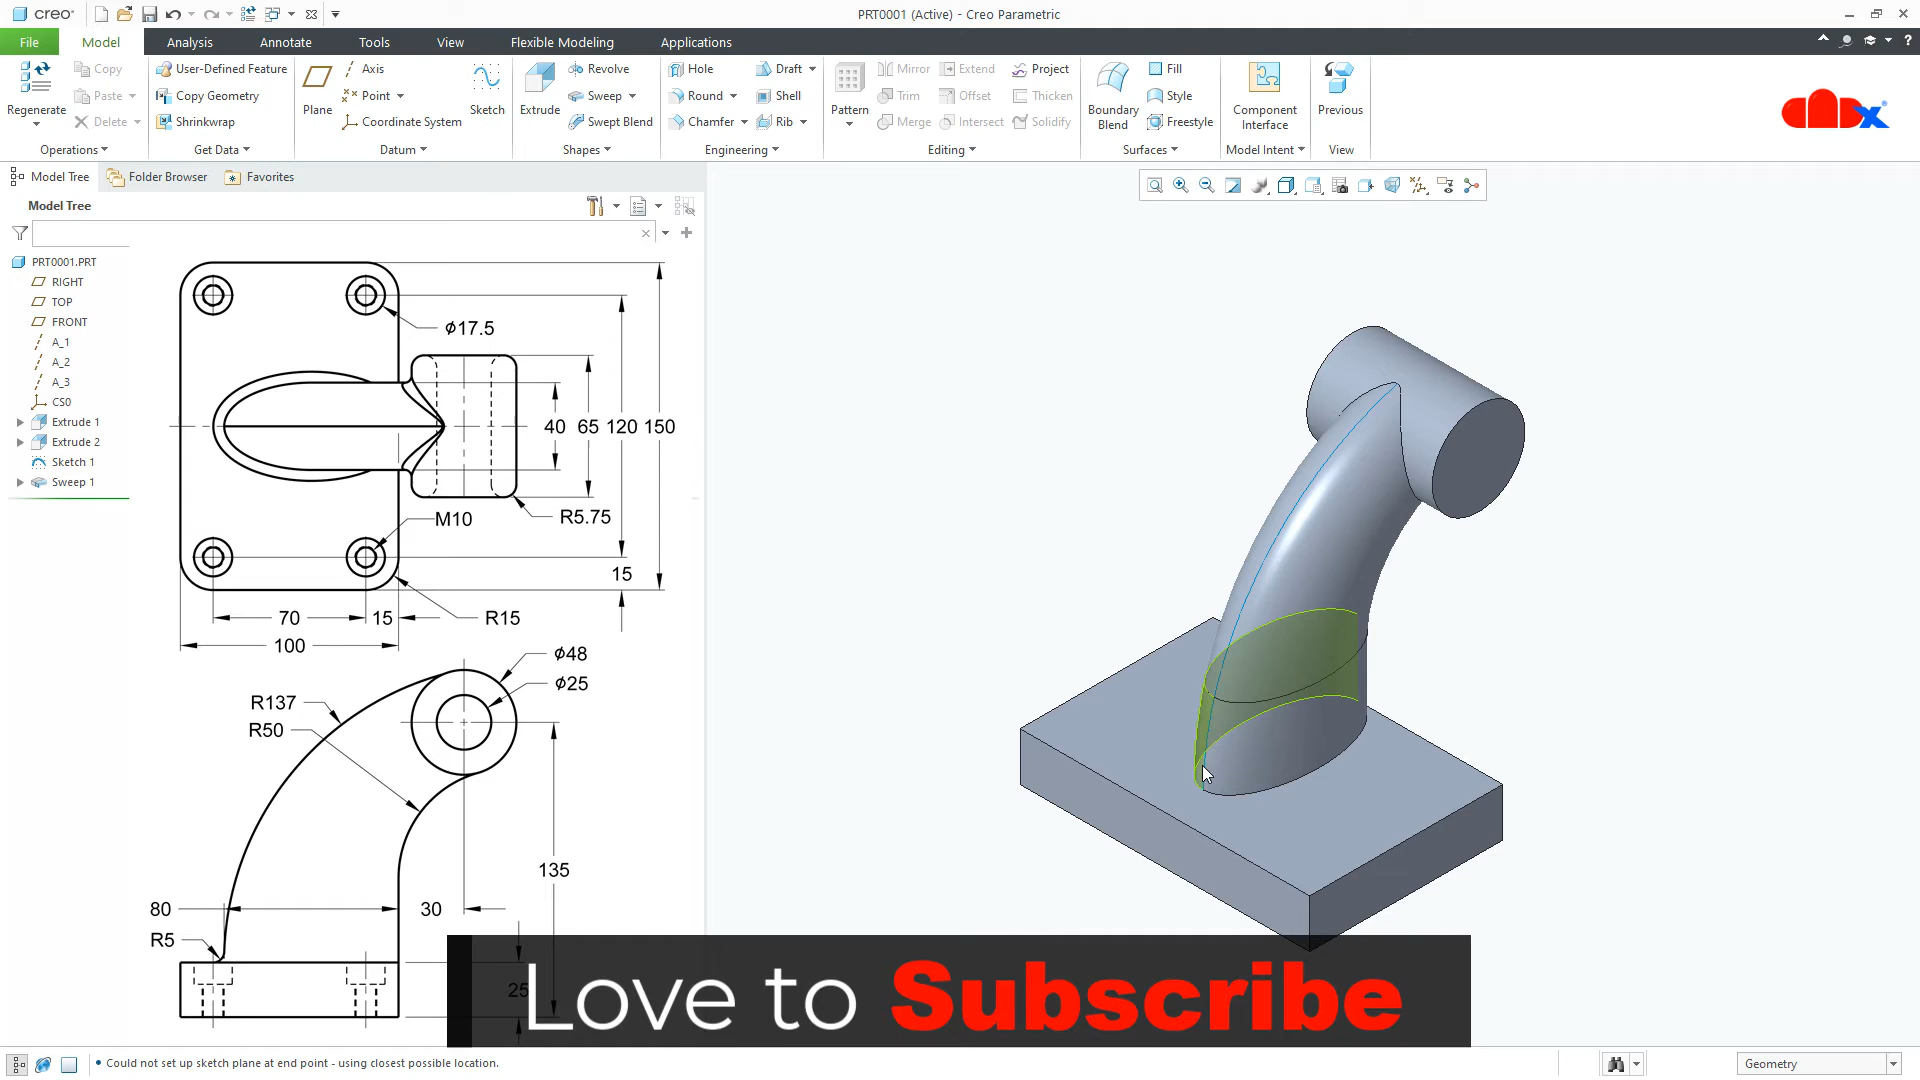 creo
PRT0001 (Active) - Creo Parametric
File
Model
Analysis
Annotate
Tools
View
Flexible Modeling
Applications
Regenerate
Copy
Paste
Delete
Operations
User-Defined Feature
Copy Geometry
Shrinkwrap
Get Data
Plane
Axis
Point
Coordinate System
Sketch
Datum
Extrude
Revolve
Sweep
Swept Blend
Shapes
Hole
Round
Chamfer
Draft
Shell
Rib
Engineering
Pattern
Mirror
Extend
Project
Trim
Offset
Thicken
Merge
Intersect
Solidify
Editing
Boundary
Blend
Fill
Style
Freestyle
Surfaces
Component
Interface
Model Intent
Previous
View
Model Tree
Folder Browser
Favorites
Model Tree
PRT0001.PRT
RIGHT
TOP
FRONT
A_1
A_2
A_3
CS0
Extrude 1
Extrude 2
Sketch 1
Sweep 1
ϕ17.5
40
65
120
150
R5.75
M10
15
70
15
R15
100
ϕ48
ϕ25
R137
R50
135
80
30
R5
25
Love to Subscribe
Could not set up sketch plane at end point - using closest possible location.
Geometry